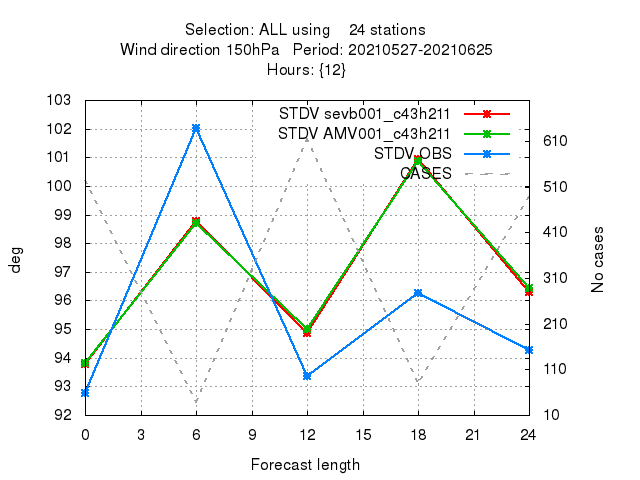 Selection: ALL using    24 stations
Wind direction 150hPa   Period: 20210527-20210625
Hours: {12}
STDV sevb001_c43h211
STDV AMV001_c43h211
STDV OBS
CASES
103
102
101
100
99
98
97
96
95
94
93
92
610
510
410
310
210
110
10
deg
No cases
0 3 6 9 12 15 18 21 24
Forecast length